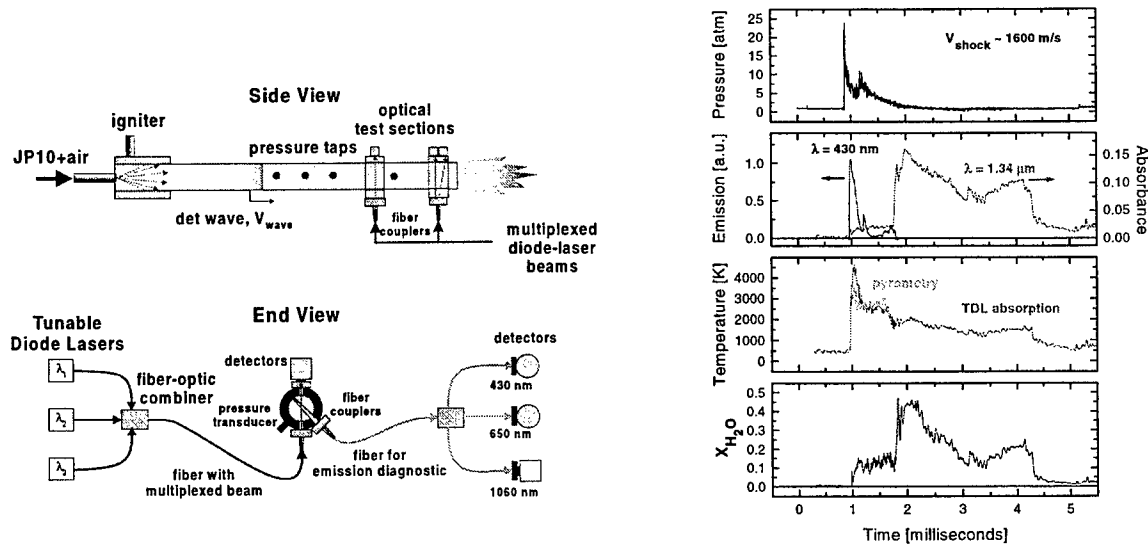 Side View
igniter
optical
test sections
JP10+air
pressure taps
det wave, Vwave
fiber
couplers
multiplexed
diode-laser
beams
End View
Tunable
Diode Lasers
fiber-optic
combiner
detectors
fiber
couplers
pressure
transducer
detectors
λ1
λ2
λ3
430 nm
650 nm
1060 nm
fiber with
multiplexed beam
fiber for
emission diagnostic
Pressure [atm]
25
20
15
10
5
0
Vshock ~ 1600 m/s
Emission [a.u.]
1.0
0.5
0.0
λ = 430 nm
λ = 1.34 μm
0.15
0.10
0.05
0.00
Absorbance
Temperature [K]
4000
3000
2000
1000
0
pyrometry
TDL absorption
XH2O
0.5
0.4
0.3
0.2
0.1
0.0
0 1 2 3 4 5
Time [milliseconds]